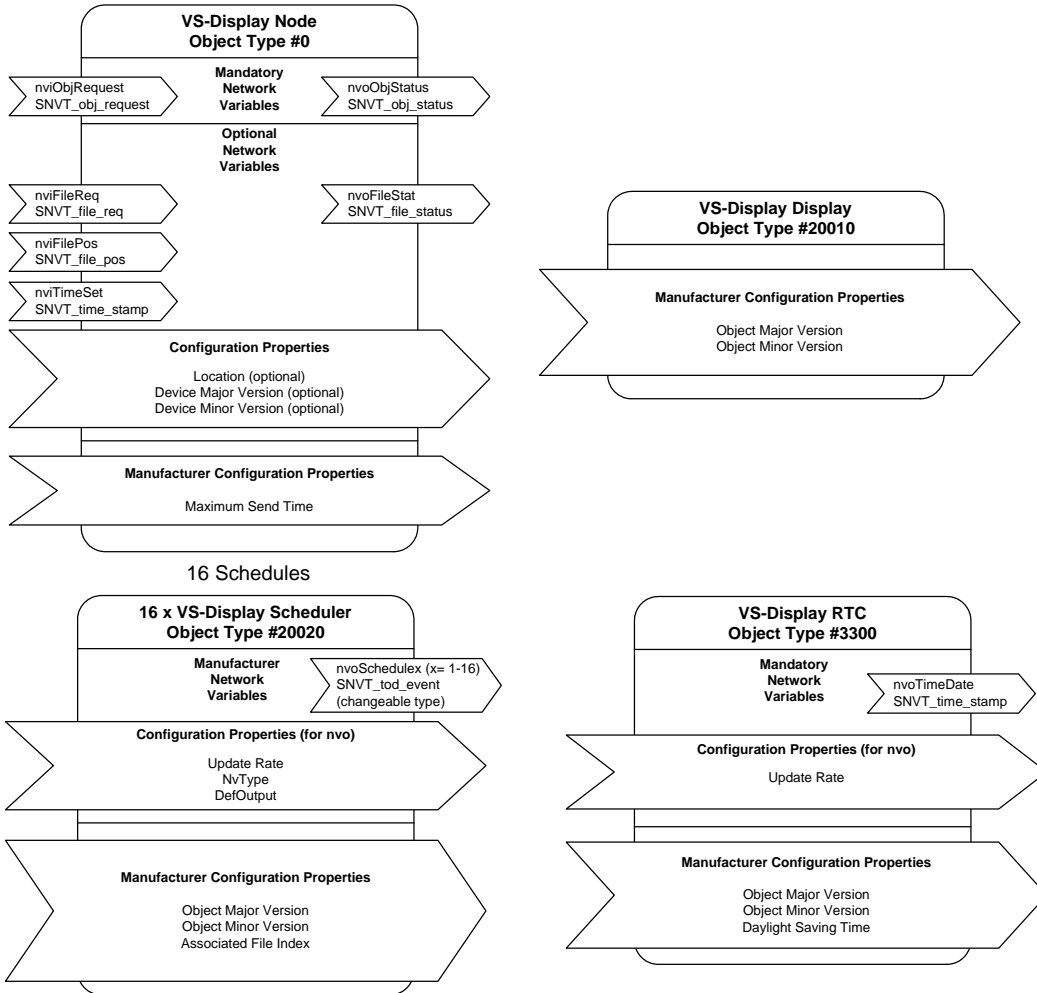 VS-Display Node
Object Type #0
Mandatory
Network
Variables
nviObjRequest
SNVT_obj_request
nvoObjStatus
SNVT_obj_status
Optional
Network
Variables
nviFileReq
SNVT_file_req
nvoFileStat
SNVT_file_status
nviFilePos
SNVT_file_pos
nviTimeSet
SNVT_time_stamp
Configuration Properties
Location (optional)
Device Major Version (optional)
Device Minor Version (optional)
Manufacturer Configuration Properties
Maximum Send Time
VS-Display Display
Object Type #20010
Manufacturer Configuration Properties
Object Major Version
Object Minor Version
16 Schedules
16 x VS-Display Scheduler
Object Type #20020
Manufacturer
Network
Variables
nvoSchedulex (x= 1-16)
SNVT_tod_event
(changeable type)
Configuration Properties (for nvo)
Update Rate
NvType
DefOutput
Manufacturer Configuration Properties
Object Major Version
Object Minor Version
Associated File Index
VS-Display RTC
Object Type #3300
Mandatory
Network
Variables
nvoTimeDate
SNVT_time_stamp
Configuration Properties (for nvo)
Update Rate
Manufacturer Configuration Properties
Object Major Version
Object Minor Version
Daylight Saving Time